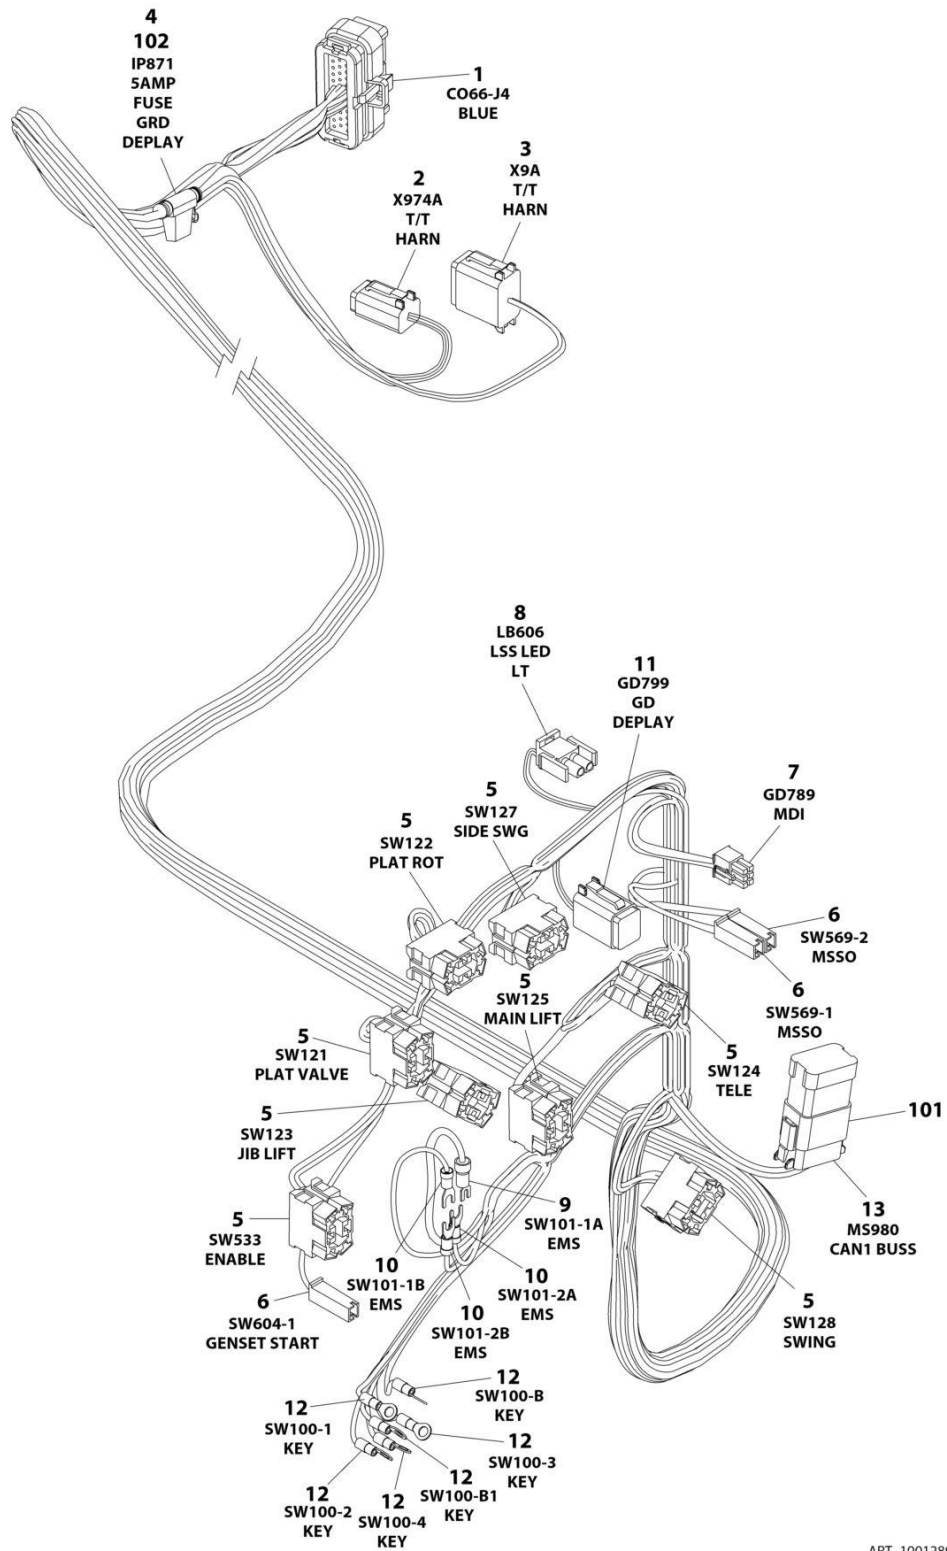 4
102
IP871
5AMP
FUSE
GRD
DEPLAY
1
CO66-J4
BLUE
3
X9A
T/T
HARN
2
X974A
T/T
HARN
8
LB606
LSS LED
LT
11
GD799
GD
DEPLAY
7
GD789
MDI
5
SW127
SIDE SWG
5
SW122
PLAT ROT
6
SW569-2
MSSO
5
SW125
MAIN LIFT
6
SW569-1
MSSO
5
SW121
PLAT VALVE
5
SW124
TELE
5
SW123
JIB LIFT
101
13
MS980
CAN1 BUSS
9
SW101-1A
EMS
5
SW533
ENABLE
10
SW101-1B
EMS
10
SW101-2A
EMS
10
SW101-2B
EMS
6
SW604-1
GENSET START
5
SW128
SWING
12
SW100-B
KEY
12
SW100-1
KEY
12
SW100-3
KEY
12
SW100-B1
KEY
12
SW100-2
KEY
12
SW100-4
KEY